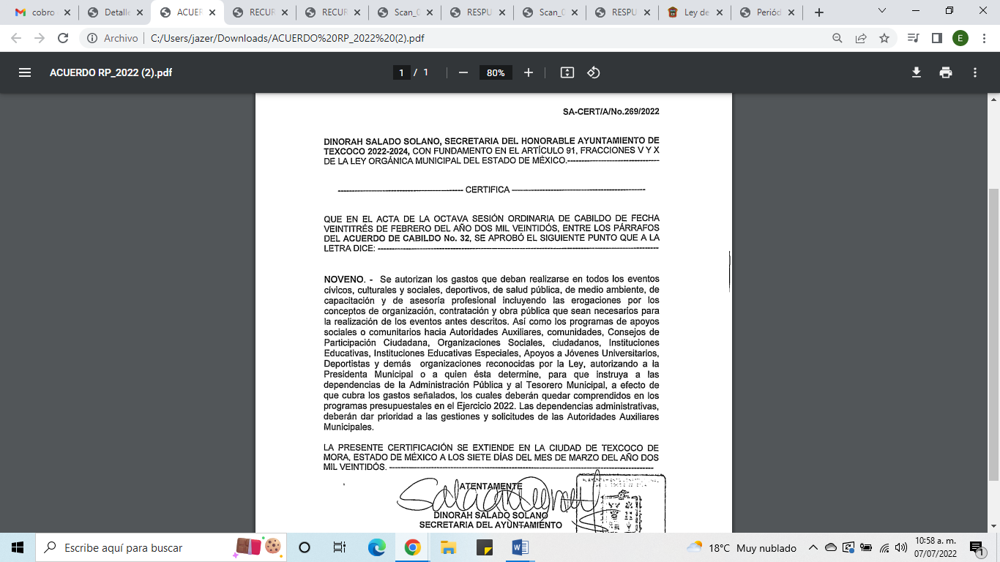 cobro
Detalle
ACUER
RECUR
RECUR
Scan_0
RESPU
Scan_0
RESPU
Ley de
Periód
Archivo
C:/Users/jazer/Downloads/ACUERDO%20RP_2022%20(2).pdf
E
ACUERDO RP_2022 (2).pdf
1 / 1
80%
SA-CERT/A/No.269/2022
DINORAH SALADO SOLANO, SECRETARIA DEL HONORABLE AYUNTAMIENTO DE
TEXCOCO 2022-2024, CON FUNDAMENTO EN EL ARTÍCULO 91, FRACCIONES V Y X
DE LA LEY ORGÁNICA MUNICIPAL DEL ESTADO DE MÉXICO.---------------------------------
--------------------------------------------- CERTIFICA ------------------------------------------------
QUE EN EL ACTA DE LA OCTAVA SESIÓN ORDINARIA DE CABILDO DE FECHA
VEINTITRÉS DE FEBRERO DEL AÑO DOS MIL VEINTIDÓS, ENTRE LOS PÁRRAFOS
DEL ACUERDO DE CABILDO No. 32, SE APROBÓ EL SIGUIENTE PUNTO QUE A LA
LETRA DICE: ------------------------------------------------------------------------------------------------------
NOVENO. - Se autorizan los gastos que deban realizarse en todos los eventos
cívicos, culturales y sociales, deportivos, de salud pública, de medio ambiente, de
capacitación y de asesoría profesional incluyendo las erogaciones por los
conceptos de organización, contratación y obra pública que sean necesarios para
la realización de los eventos antes descritos. Así como los programas de apoyos
sociales o comunitarios hacia Autoridades Auxiliares, comunidades, Consejos de
Participación Ciudadana, Organizaciones Sociales, ciudadanos, Instituciones
Educativas, Instituciones Educativas Especiales, Apoyos a Jóvenes Universitarios,
Deportistas y demás organizaciones reconocidas por la Ley, autorizando a la
Presidenta Municipal o a quien ésta determine, para que instruya a las
dependencias de la Administración Pública y al Tesorero Municipal, a efecto de
que cubra los gastos señalados, los cuales deberán quedar comprendidos en los
programas presupuestales en el Ejercicio 2022. Las dependencias administrativas,
deberán dar prioridad a las gestiones y solicitudes de las Autoridades Auxiliares
Municipales.
LA PRESENTE CERTIFICACIÓN SE EXTIENDE EN LA CIUDAD DE TEXCOCO DE
MORA, ESTADO DE MÉXICO A LOS SIETE DÍAS DEL MES DE MARZO DEL AÑO DOS
MIL VEINTIDÓS. ------------------------------------------------------------------------------------------------
ATENTAMENTE
DINORAH SALADO SOLANO
SECRETARIA DEL AYUNTAMIENTO
Escribe aquí para buscar
18°C Muy nublado
10:58 a. m.
07/07/2022
1